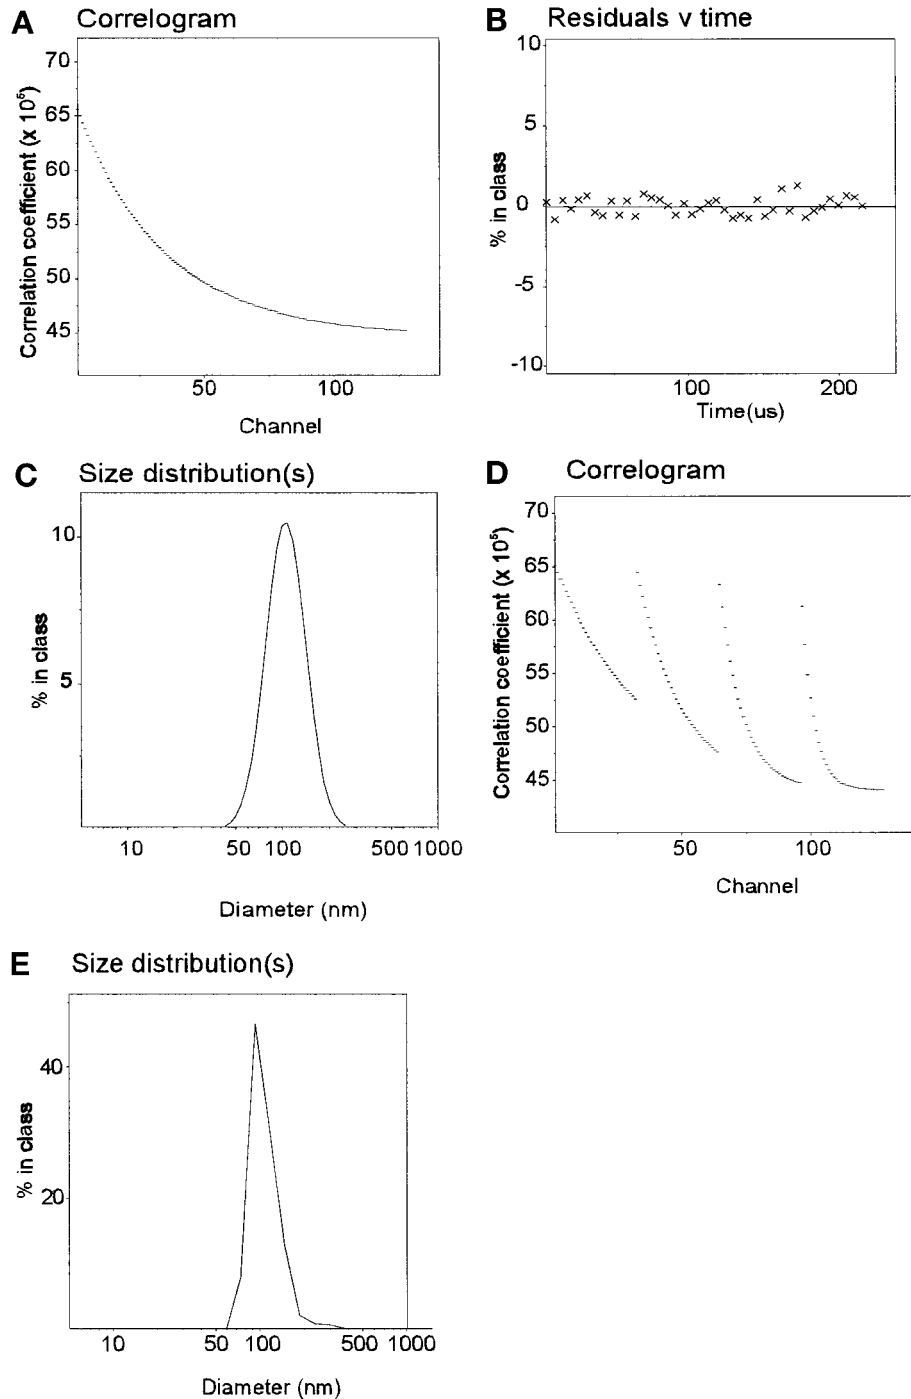 A Correlogram
70
65
60
55
50
45
Correlation coefficient (x 10⁵)
50 100
Channel
B Residuals v time
10
5
0
-5
-10
% in class
100 200
Time(us)
C Size distribution(s)
10
5
% in class
10 50 100 500 1000
Diameter (nm)
D Correlogram
70
65
60
55
50
45
Correlation coefficient (x 10⁵)
50 100
Channel
E Size distribution(s)
40
20
% in class
10 50 100 500 1000
Diameter (nm)